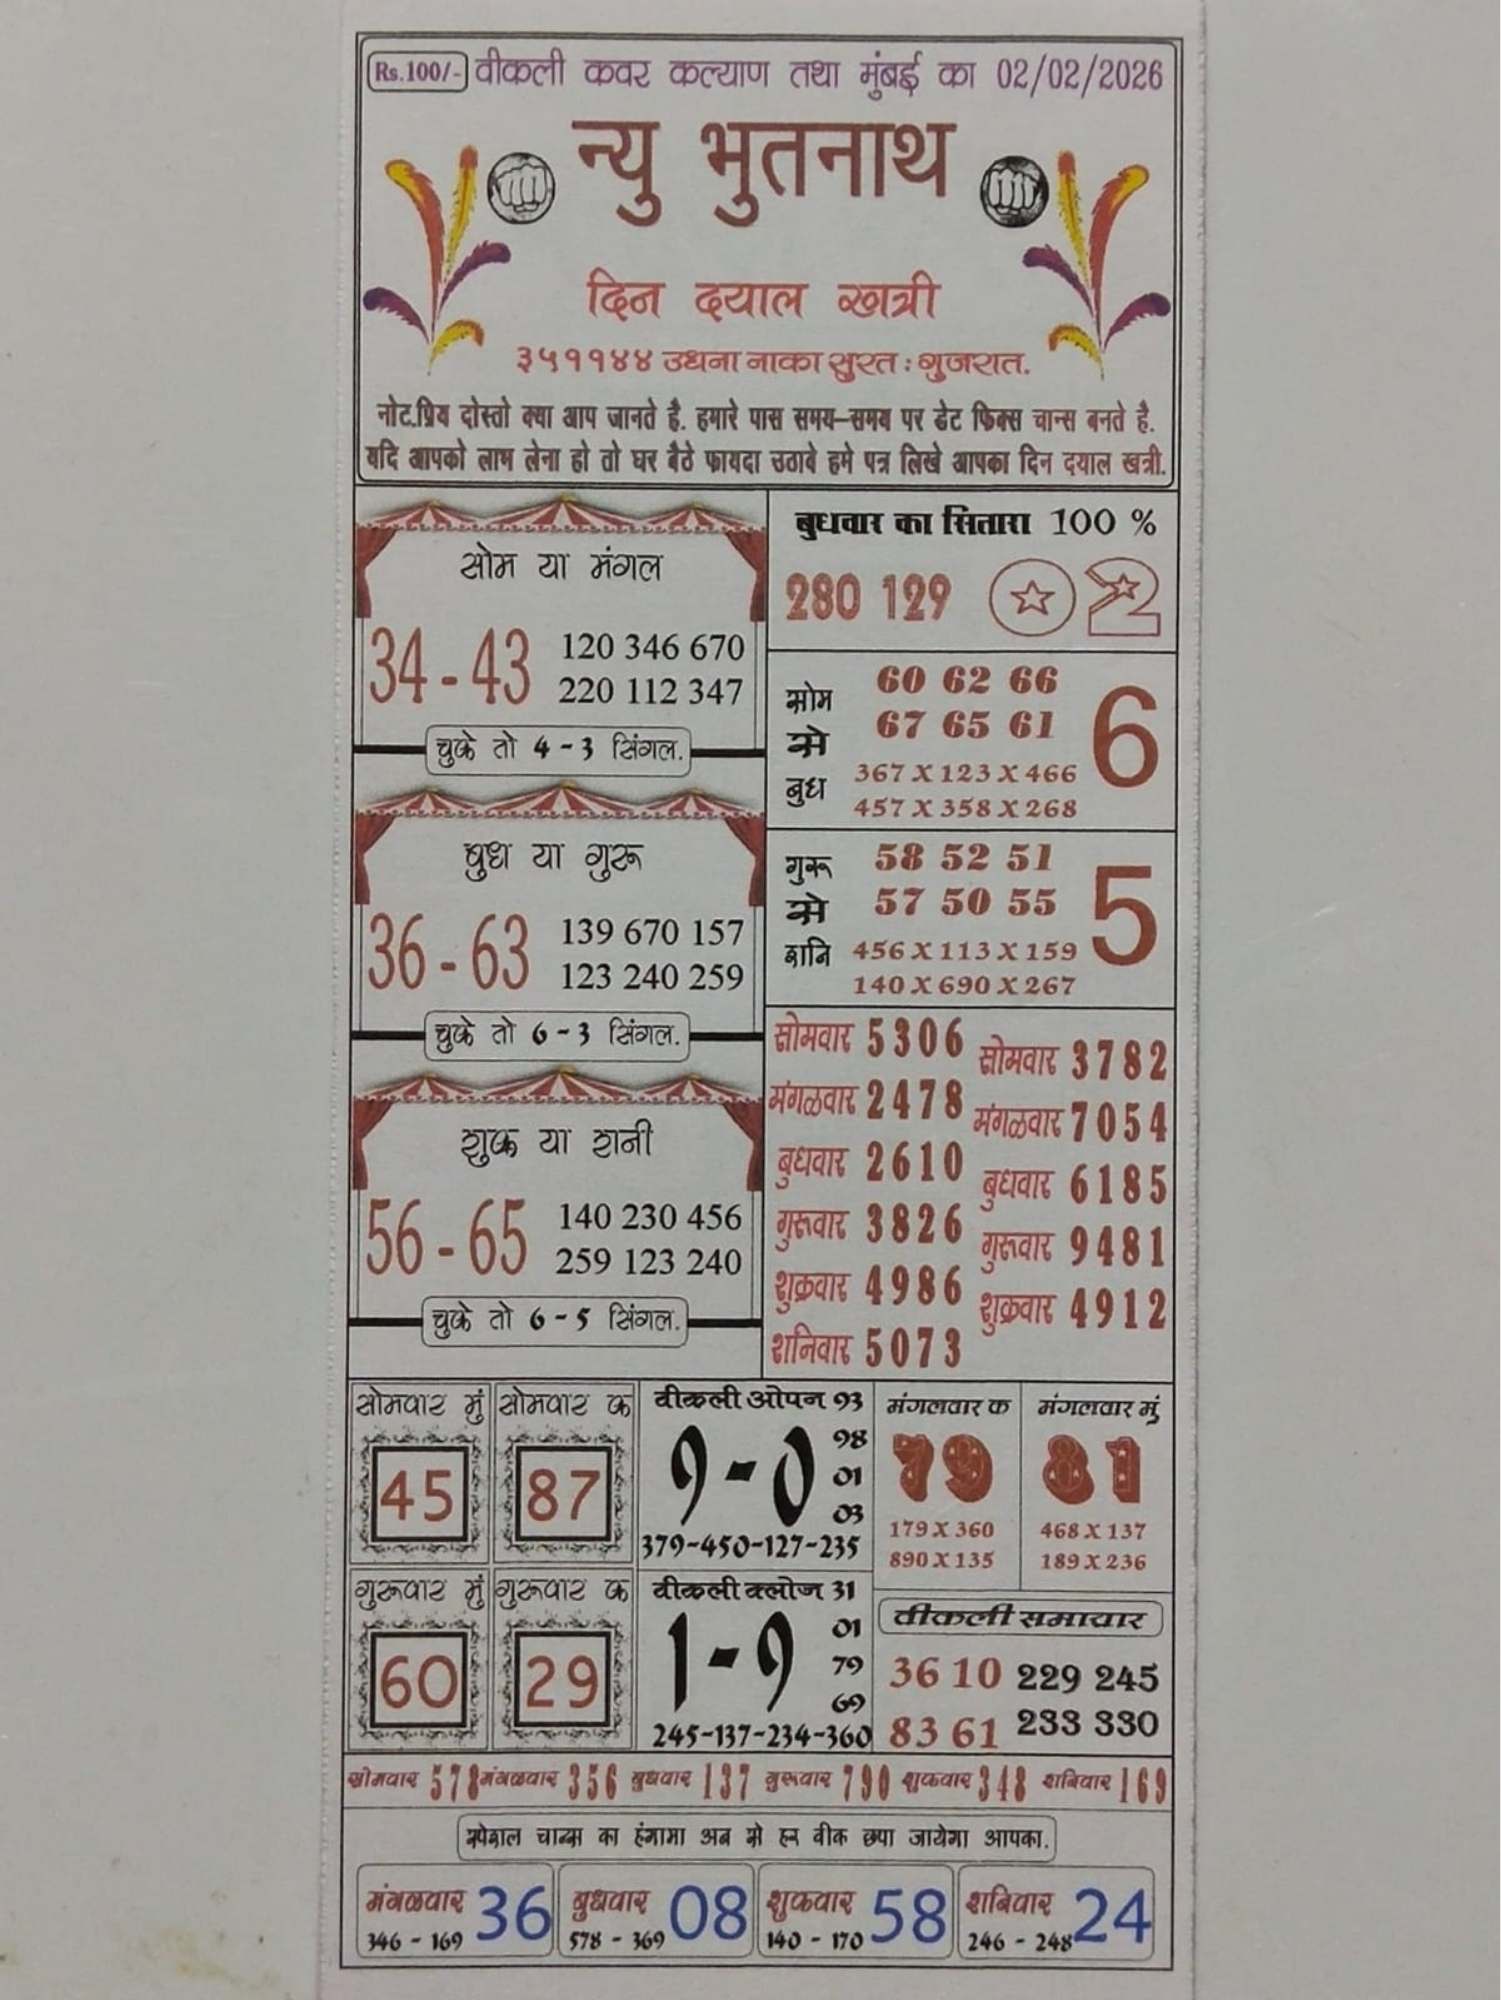 Rs.100/- वीकली कवर कल्याण तथा मुंबई का 02/02/2026
न्यु भुतनाथ
दिन दयाल खत्री
३५११४४ उधना नाका सुरत : गुजरात.
नोट.प्रिय दोस्तो क्या आप जानते है. हमारे पास समय-समय पर डेट फिक्स चान्स बनते है.
यदि आपको लाभ लेना हो तो घर बैठे फायदा उठावे हमे पत्र लिखे आपका दिन दयाल खत्री.
सोम या मंगल
34 - 43
120 346 670
220 112 347
चुके तो 4 - 3 सिंगल.
बुध या गुरू
36 - 63
139 670 157
123 240 259
चुके तो 6 - 3 सिंगल.
शुक्र या शनी
56 - 65
140 230 456
259 123 240
चुके तो 6 - 5 सिंगल.
बुधवार का सितारा 100 %
280 129 2
सोम से बुध
60 62 66
67 65 61
367 X 123 X 466
457 X 358 X 268
6
गुरू से शनि
58 52 51
57 50 55
456 X 113 X 159
140 X 690 X 267
5
सोमवार 5306
मंगळवार 2478
बुधवार 2610
गुरूवार 3826
शुक्रवार 4986
शनिवार 5073
सोमवार 3782
मंगळवार 7054
बुधवार 6185
गुरूवार 9481
शुक्रवार 4912
सोमवार मुं
45
सोमवार क
87
वीकली ओपन 93
98
9-0
01
03
379-450-127-235
मंगलवार क
79
179 X 360
890 X 135
मंगलवार मुं
81
468 X 137
189 X 236
गुरूवार मुं
60
गुरूवार क
29
वीकली क्लोज 31
01
1-9
79
69
245-137-234-360
वीकली समाचार
36 10 229 245
83 61 233 330
सोमवार 578 मंगळवार 356 बुधवार 137 गुरूवार 790 शुक्रवार 348 शनिवार 169
स्पेशल चान्स का हंगामा अब से हर वीक छपा जायेगा आपका.
मंगळवार 36
346 - 169
बुधवार 08
578 - 369
शुक्रवार 58
140 - 170
शनिवार 24
246 - 248